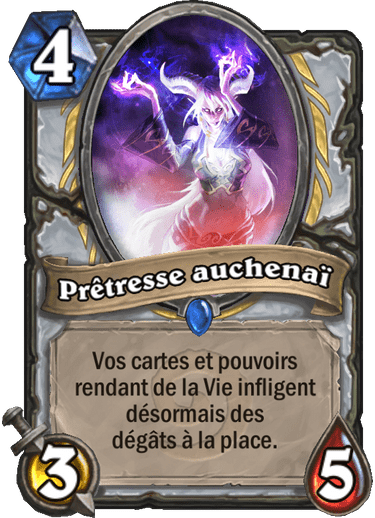 4
Prêtresse auchenaï
Vos cartes et pouvoirs
rendant de la Vie infligent
désormais des
dégâts à la place.
3
5